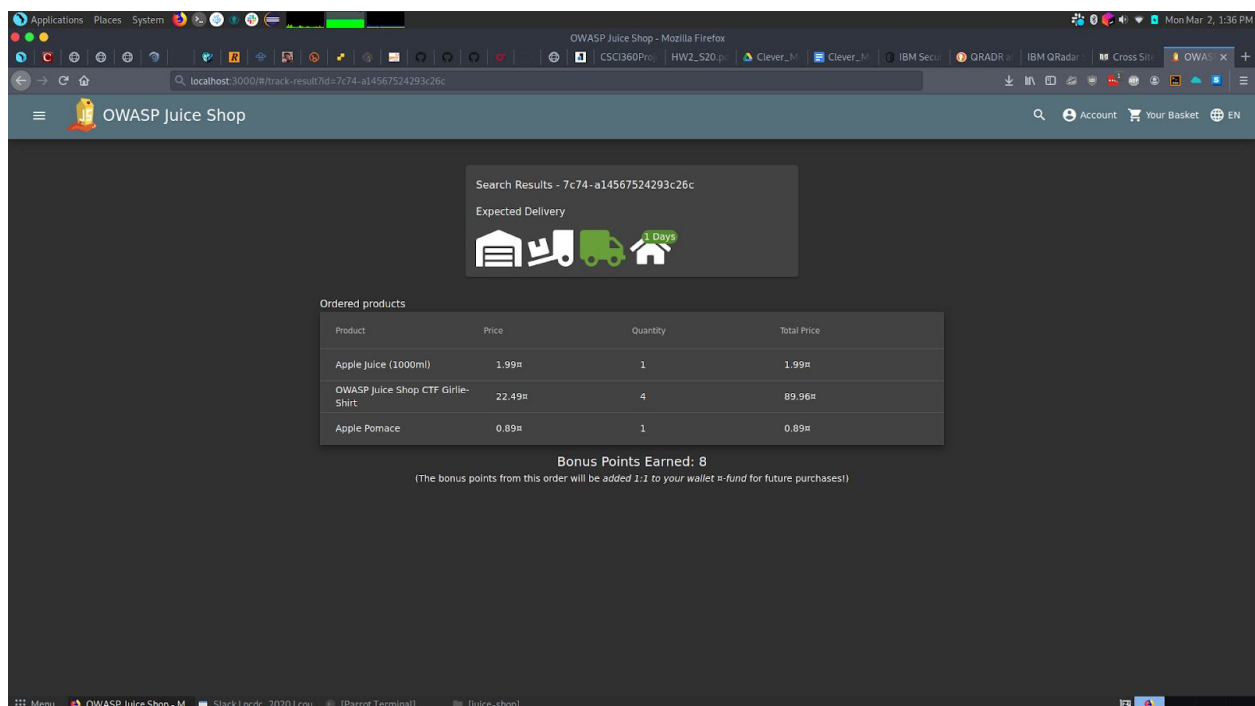 Applications Places System Mon Mar 2, 1:36 PM
OWASP Juice Shop - Mozilla Firefox
CSCI360Pro HW2_S20.p Clever_M Clever_M IBM Secu QRADR a IBM QRadar Cross Site OWAS
localhost:3000/#/track-result?id=7c74-a14567524293c26c
OWASP Juice Shop Account Your Basket EN
Search Results - 7c74-a14567524293c26c
Expected Delivery
1 Days
Ordered products
Product Price Quantity Total Price
Apple Juice (1000ml) 1.99¤ 1 1.99¤
OWASP Juice Shop CTF Girlie-
Shirt 22.49¤ 4 89.96¤
Apple Pomace 0.89¤ 1 0.89¤
Bonus Points Earned: 8
(The bonus points from this order will be added 1:1 to your wallet ¤-fund for future purchases!)
Menu OWASP Juice Shop - M [Parrot Terminal] [juice-shop]